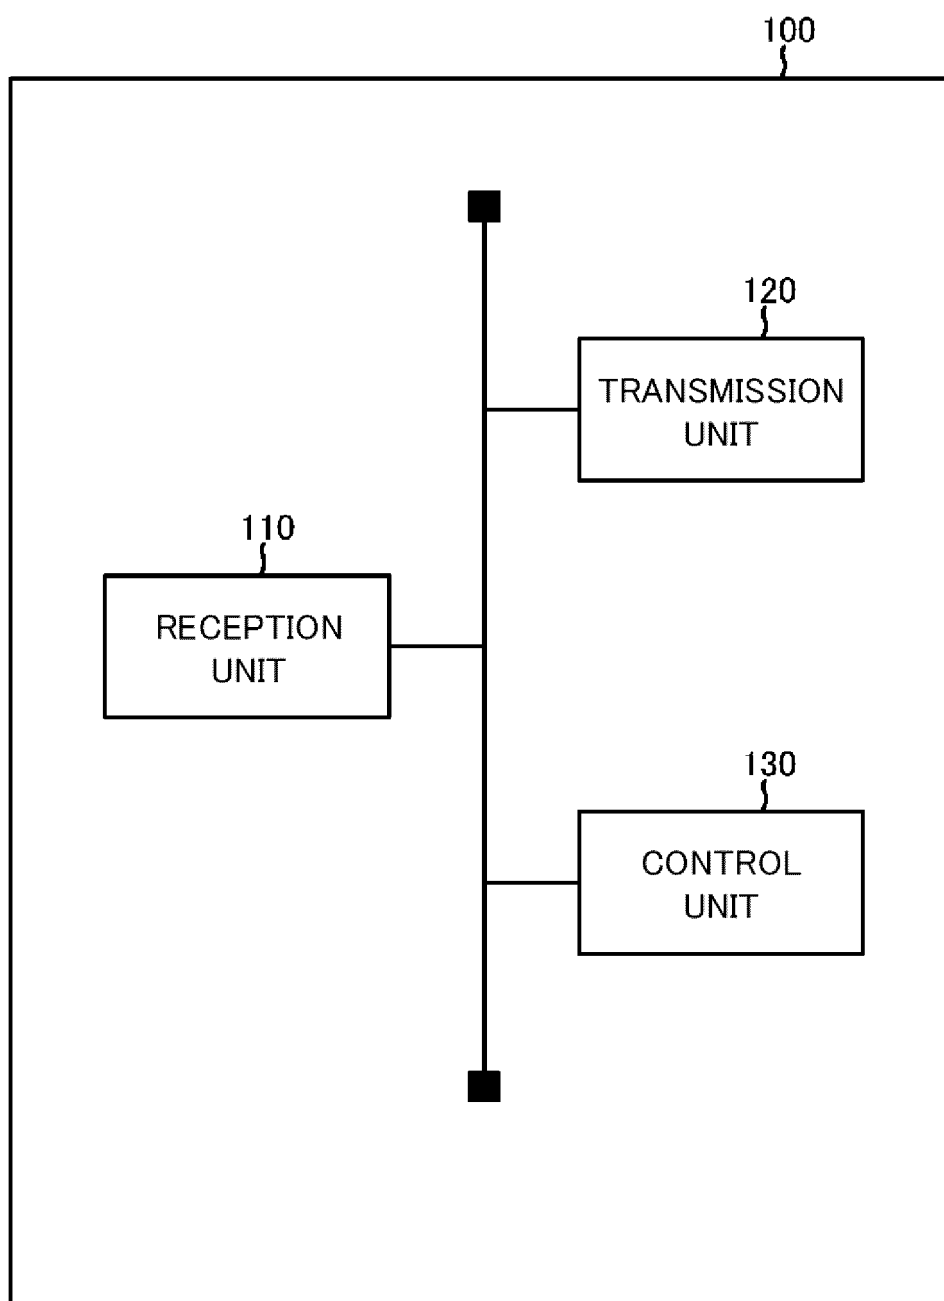 100
120
TRANSMISSION
UNIT
110
RECEPTION
UNIT
130
CONTROL
UNIT